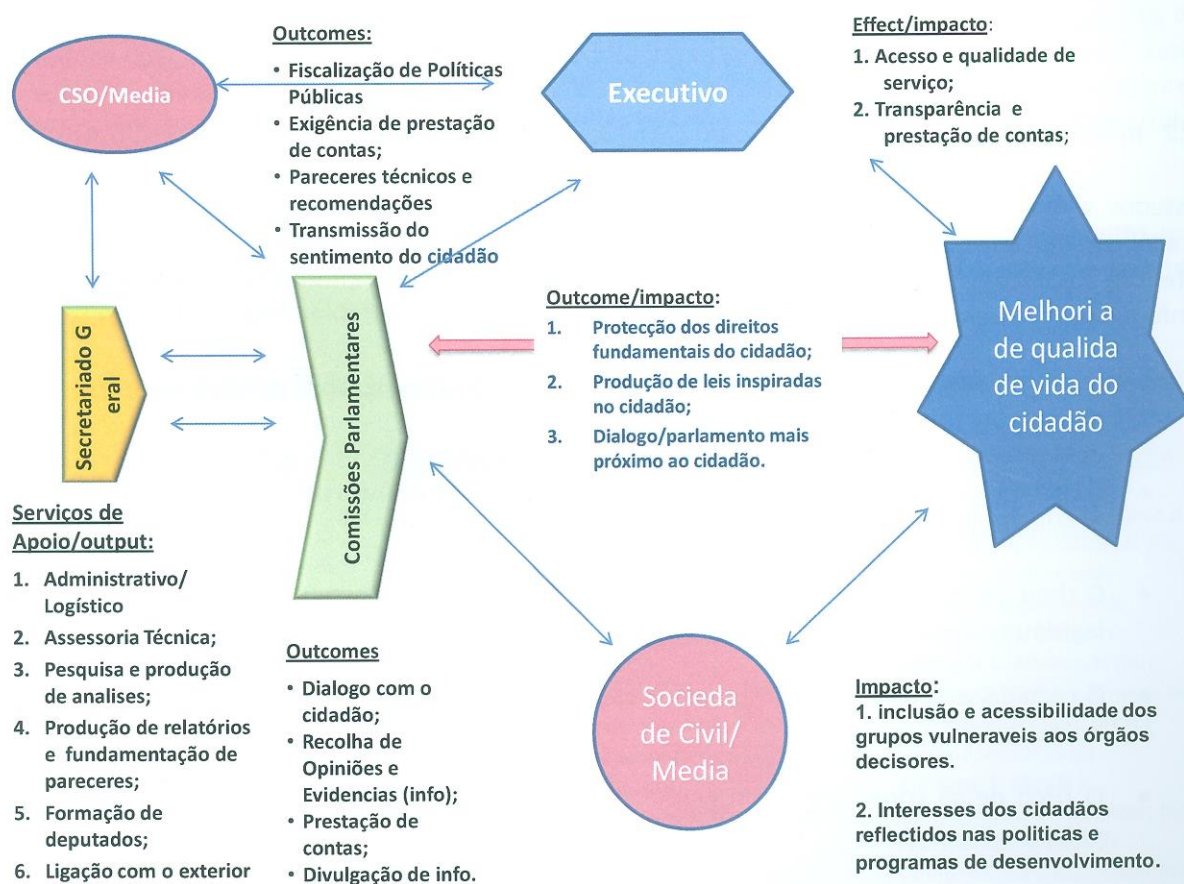 CSO/Media
Outcomes:
• Fiscalização de Políticas
Públicas
• Exigência de prestação
de contas;
• Pareceres técnicos e
recomendações
• Transmissão do
sentimento do cidadão
Executivo
Effect/impacto:
1. Acesso e qualidade de
serviço;
2. Transparência e
prestação de contas;
Secretariado G
eral
Comissões Parlamentares
Outcome/impacto:
1. Protecção dos direitos
fundamentais do cidadão;
2. Produção de leis inspiradas
no cidadão;
3. Dialogo/parlamento mais
próximo ao cidadão.
Melhori a
de qualida
de vida do
cidadão
Serviços de
Apoio/output:
1. Administrativo/
Logístico
2. Assessoria Técnica;
3. Pesquisa e produção
de analises;
4. Produção de relatórios
e fundamentação de
pareceres;
5. Formação de
deputados;
6. Ligação com o exterior
Outcomes
• Dialogo com o
cidadão;
• Recolha de
Opiniões e
Evidencias (info);
• Prestação de
contas;
• Divulgação de info.
Socieda
de Civil/
Media
Impacto:
1. inclusão e acessibilidade dos
grupos vulneraveis aos órgãos
decisores.
2. Interesses dos cidadãos
reflectidos nas politicas e
programas de desenvolvimento.